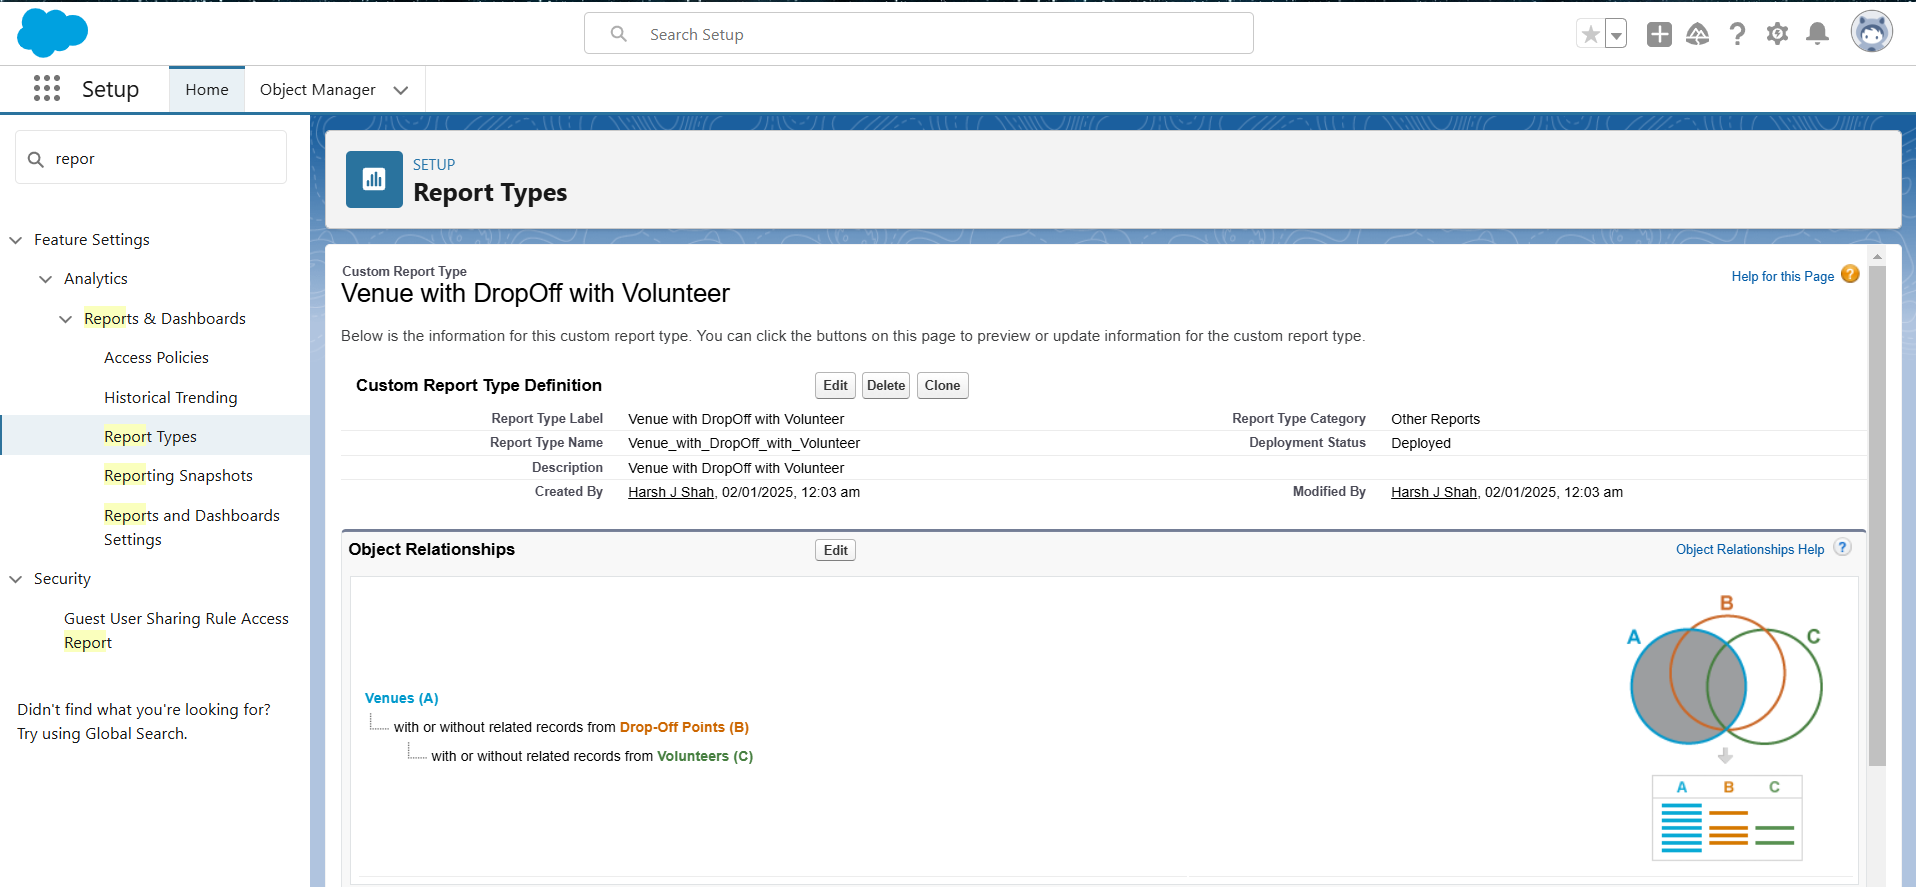 Search Setup
Setup
Home
Object Manager
repor
Feature Settings
Analytics
Reports & Dashboards
Access Policies
Historical Trending
Report Types
Reporting Snapshots
Reports and Dashboards
Settings
Security
Guest User Sharing Rule Access
Report
Didn't find what you're looking for?
Try using Global Search.
SETUP
Report Types
Custom Report Type
Venue with DropOff with Volunteer
Help for this Page ?
Below is the information for this custom report type. You can click the buttons on this page to preview or update information for the custom report type.
Custom Report Type Definition
Edit Delete Clone
Report Type Label Venue with DropOff with Volunteer Report Type Category Other Reports
Report Type Name Venue_with_DropOff_with_Volunteer Deployment Status Deployed
Description Venue with DropOff with Volunteer
Created By Harsh J Shah, 02/01/2025, 12:03 am Modified By Harsh J Shah, 02/01/2025, 12:03 am
Object Relationships
Edit
Object Relationships Help ?
Venues (A)
with or without related records from Drop-Off Points (B)
with or without related records from Volunteers (C)
B
A
C
A B C